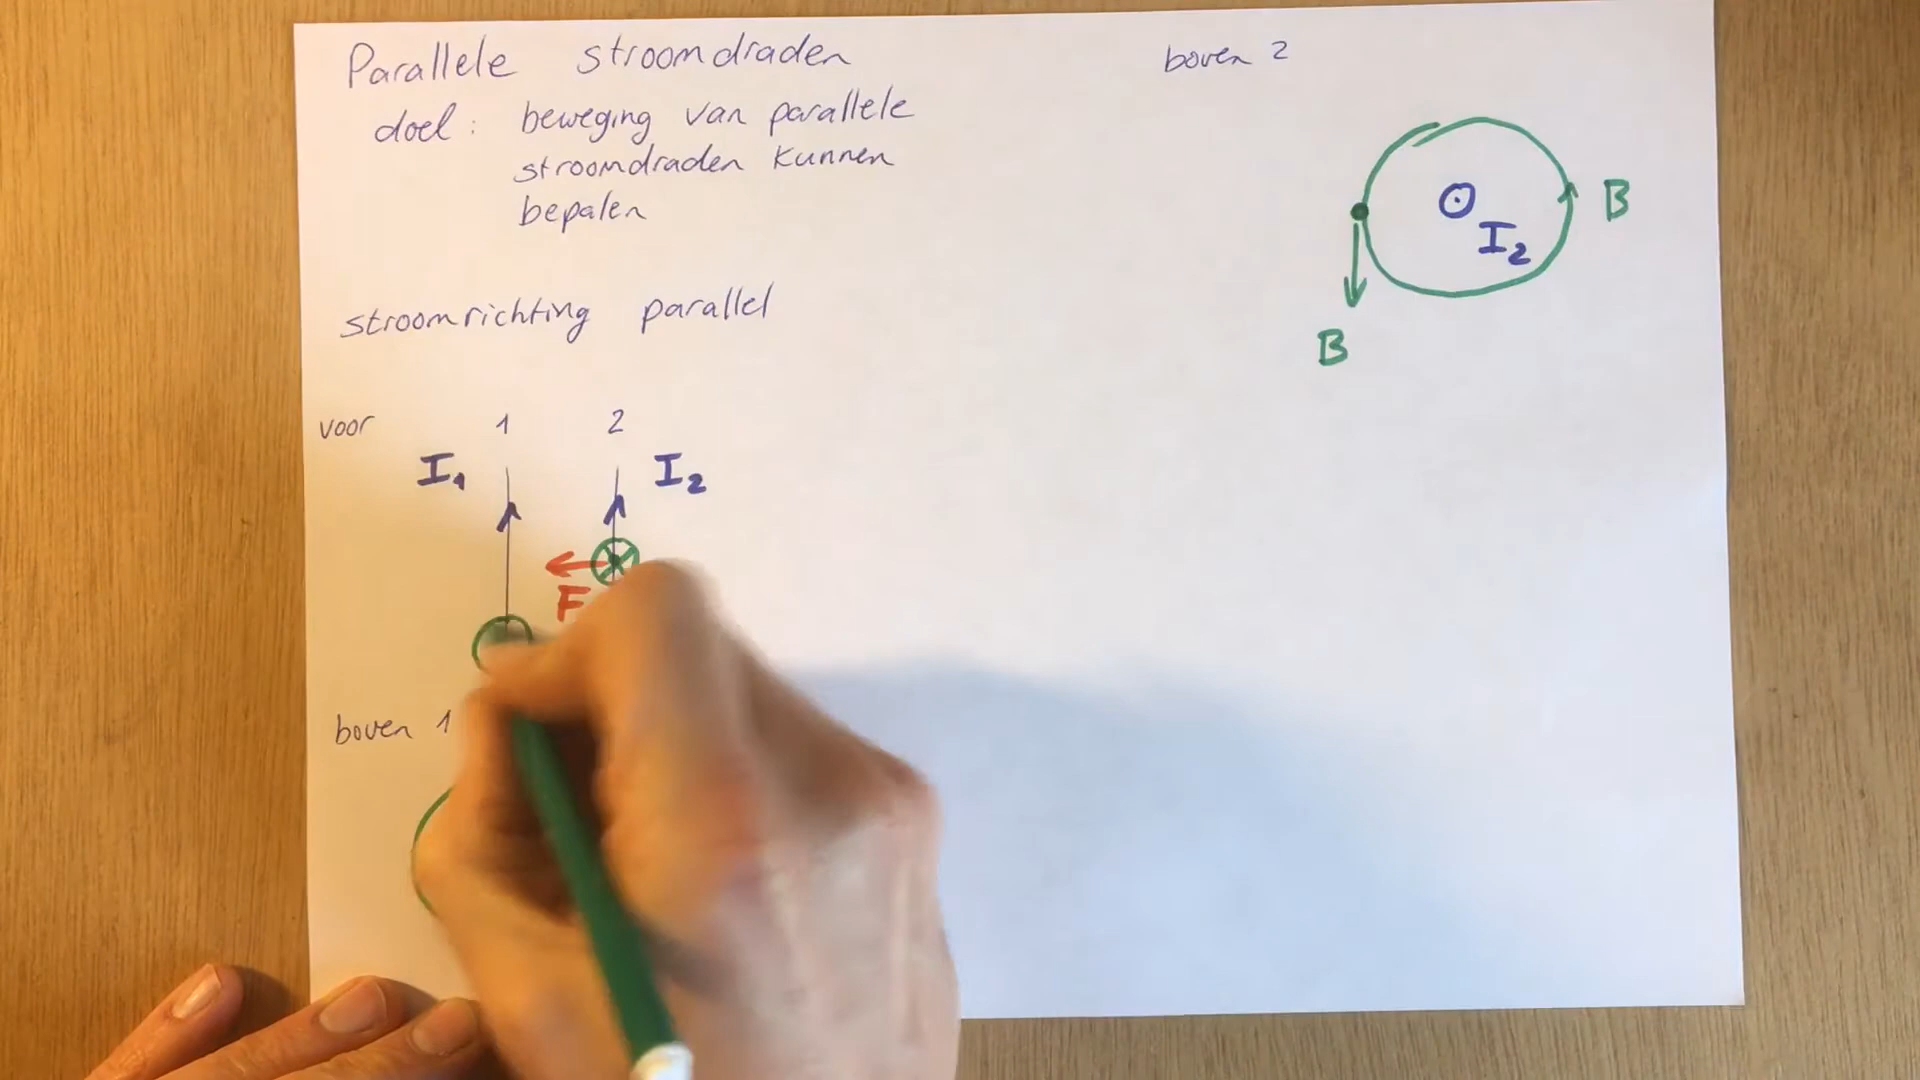 Parallele stroomdraden
doel: beweging van parallele
stroomdraden kunnen
bepalen
stroomrichting parallel
voor 1 2
I₁ I₂
F
boven 1
boven 2
B
I₂
B